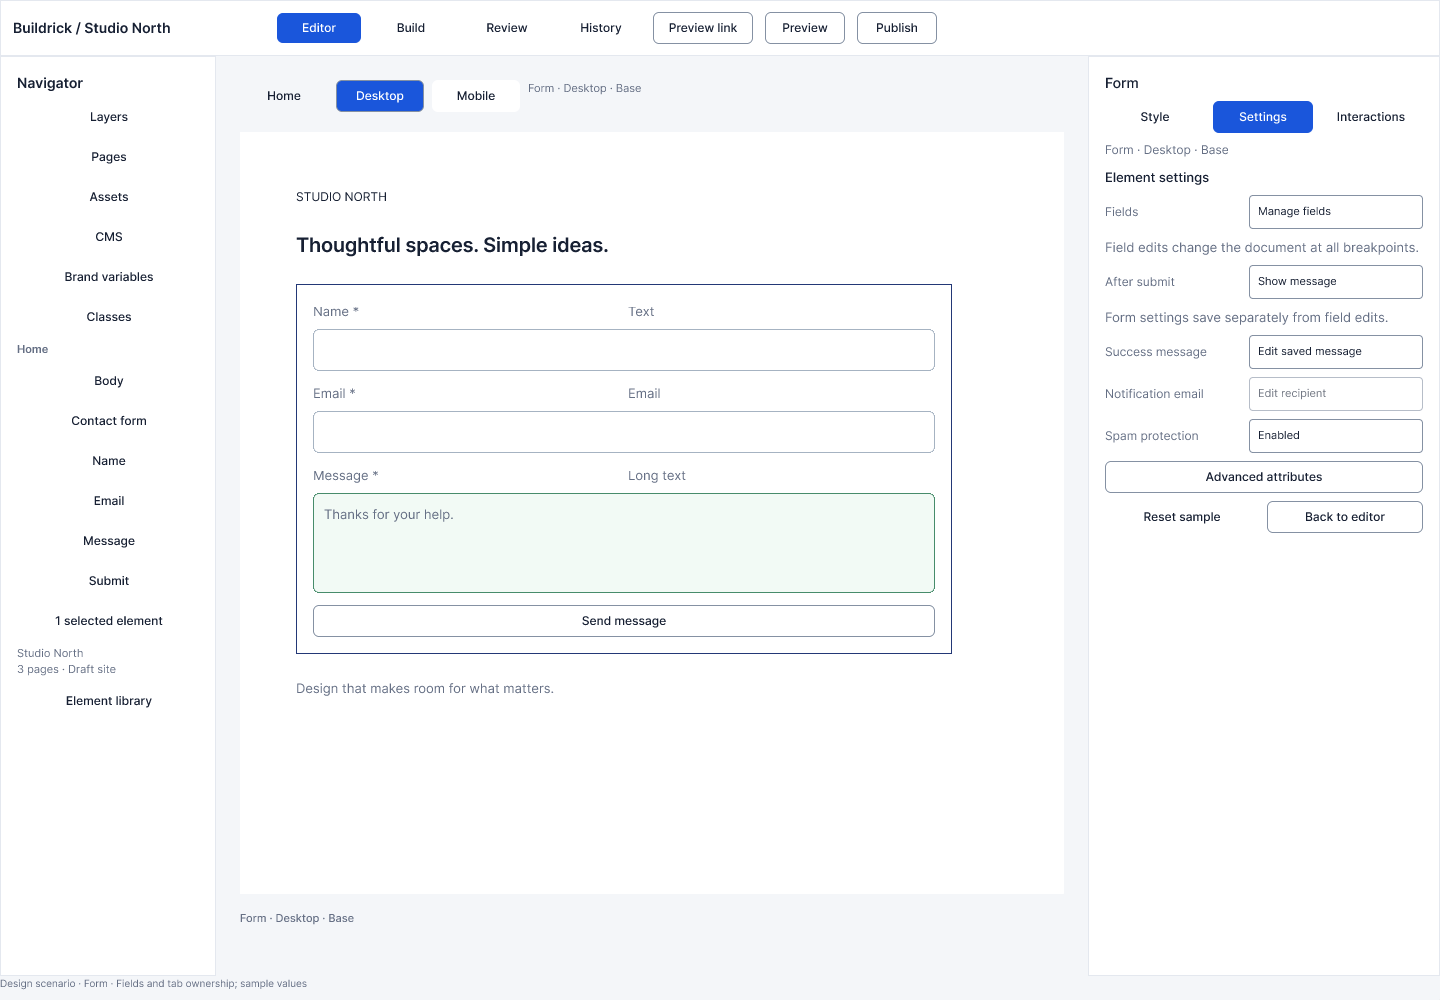 Buildrick / Studio North
Editor
Build
Review
History
Preview link
Preview
Publish
Navigator
Layers
Pages
Assets
CMS
Brand variables
Classes
Home
Body
Contact form
Name
Email
Message
Submit
1 selected element
Studio North
3 pages · Draft site
Element library
Home
Desktop
Mobile
Form · Desktop · Base
STUDIO NORTH
Thoughtful spaces. Simple ideas.
Name *
Text
Email *
Email
Message *
Long text
Thanks for your help.
Send message
Design that makes room for what matters.
Form · Desktop · Base
Form
Style
Settings
Interactions
Form · Desktop · Base
Element settings
Fields
Manage fields
Field edits change the document at all breakpoints.
After submit
Show message
Form settings save separately from field edits.
Success message
Edit saved message
Notification email
Edit recipient
Spam protection
Enabled
Advanced attributes
Reset sample
Back to editor
Design scenario · Form · Fields and tab ownership; sample values